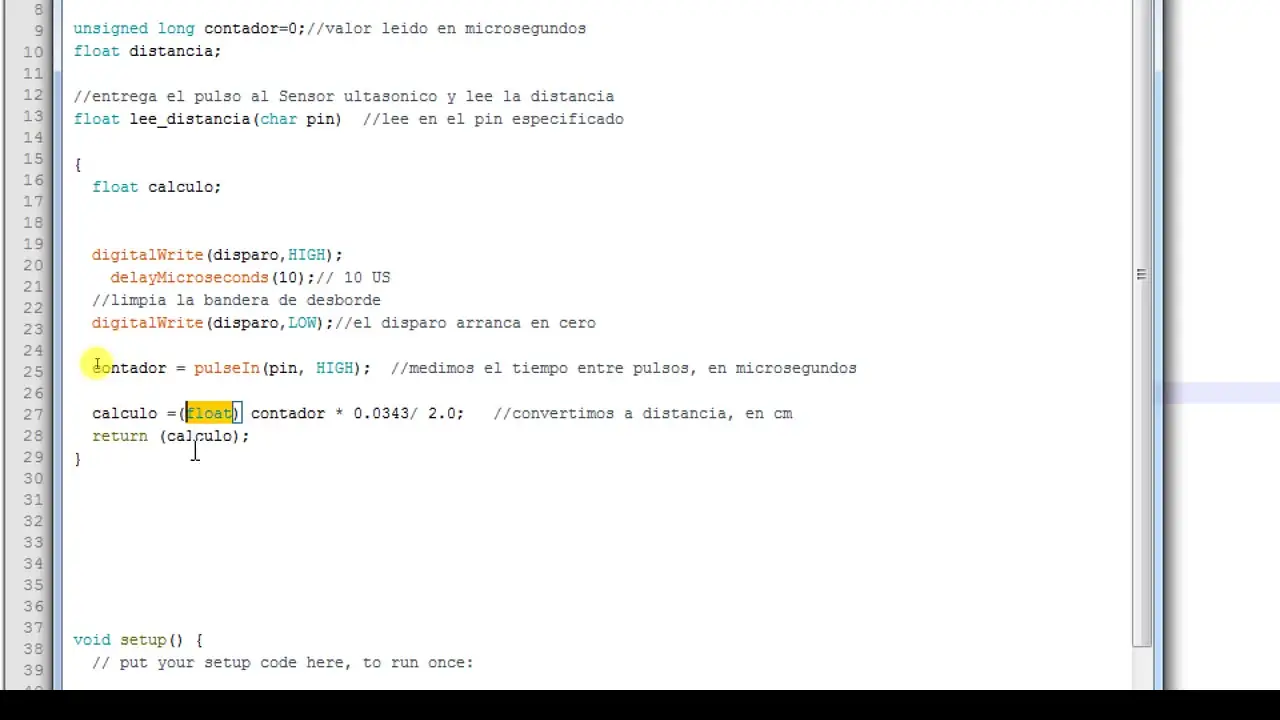 8
9 unsigned long contador=0;//valor leido en microsegundos
10 float distancia;
11
12 //entrega el pulso al Sensor ultasonico y lee la distancia
13 float lee_distancia(char pin)  //lee en el pin especificado
14
15 {
16   float calculo;
17
18
19   digitalWrite(disparo,HIGH);
20     delayMicroseconds(10);// 10 US
21   //limpia la bandera de desborde
22   digitalWrite(disparo,LOW);//el disparo arranca en cero
23
24   contador = pulseIn(pin, HIGH);  //medimos el tiempo entre pulsos, en microsegundos
25
26   calculo =(float) contador * 0.0343/ 2.0;   //convertimos a distancia, en cm
27   return (calculo);
28 }
29
30
31
32
33
34
35
36
37 void setup() {
38   // put your setup code here, to run once:
39